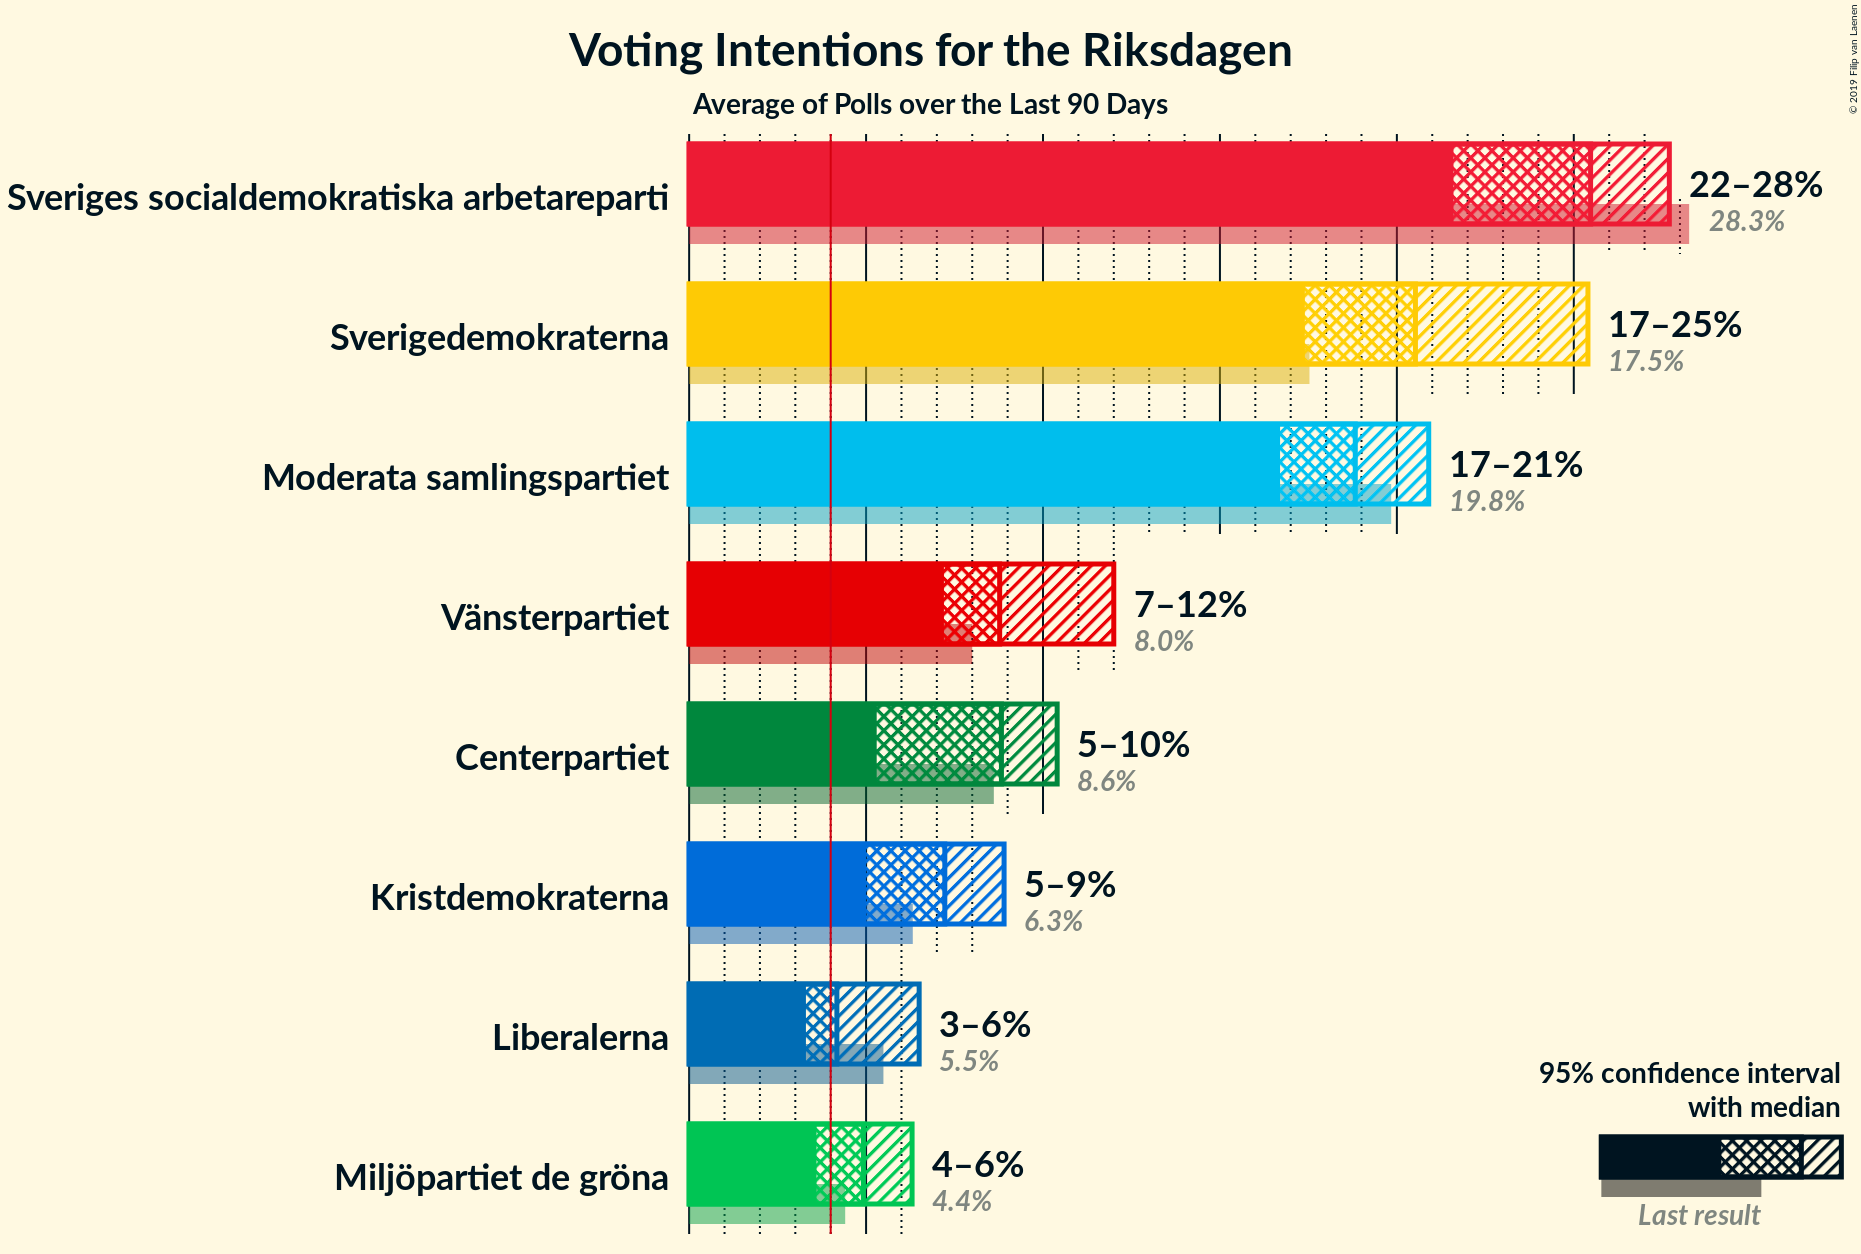 Voting Intentions for the Riksdagen
Average of Polls over the Last 90 Days
© 2019 Filip van Laenen
Sveriges socialdemokratiska arbetareparti
22–28%
28.3%
Sverigedemokraterna
17–25%
17.5%
Moderata samlingspartiet
17–21%
19.8%
Vänsterpartiet
7–12%
8.0%
Centerpartiet
5–10%
8.6%
Kristdemokraterna
5–9%
6.3%
Liberalerna
3–6%
5.5%
Miljöpartiet de gröna
4–6%
4.4%
95% confidence interval
with median
Last result